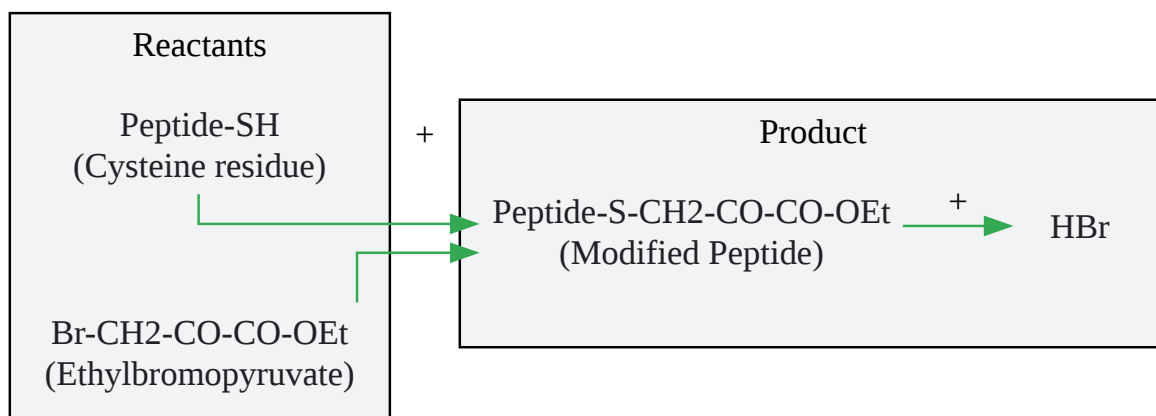 Reactants
Peptide-SH
(Cysteine residue)
Br-CH2-CO-CO-OEt
(Ethylbromopyruvate)
+
Product
Peptide-S-CH2-CO-CO-OEt
(Modified Peptide)
+
HBr